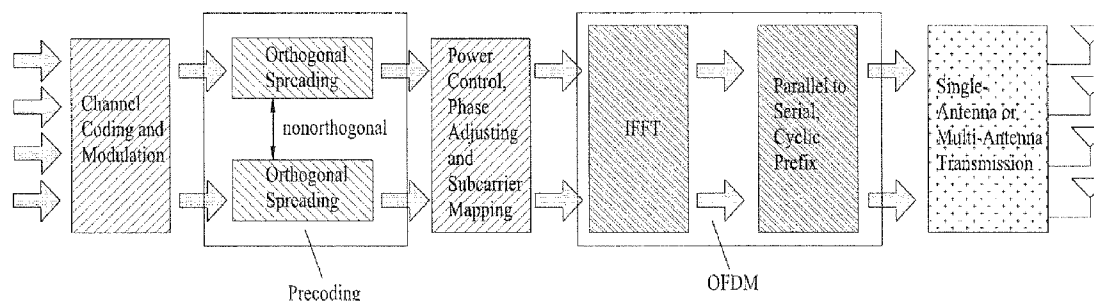 Channel
Coding and
Modulation
Orthogonal
Spreading
nonorthogonal
Orthogonal
Spreading
Precoding
Power
Control,
Phase
Adjusting
and
Subcarrier
Mapping
IFFT
Parallel to
Serial,
Cyclic
Prefix
OFDM
Single-
Antenna or
Multi-Antenna
Transmission